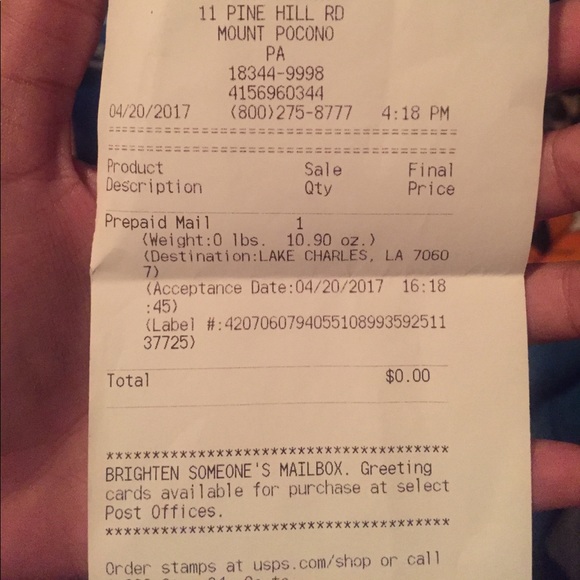 11 PINE HILL RD
MOUNT POCONO
PA
18344-9998
4156960344
04/20/2017 (800)275-8777 4:18 PM
================================
================================
Product Sale Final
Description Qty Price
Prepaid Mail 1
(Weight:0 lbs. 10.90 oz.)
(Destination:LAKE CHARLES, LA 7060
7)
(Acceptance Date:04/20/2017 16:18
:45)
(Label #:42070607940551089935925 11
37725)
Total $0.00
**************************************
BRIGHTEN SOMEONE'S MAILBOX. Greeting
cards available for purchase at select
Post Offices.
**************************************
Order stamps at usps.com/shop or call